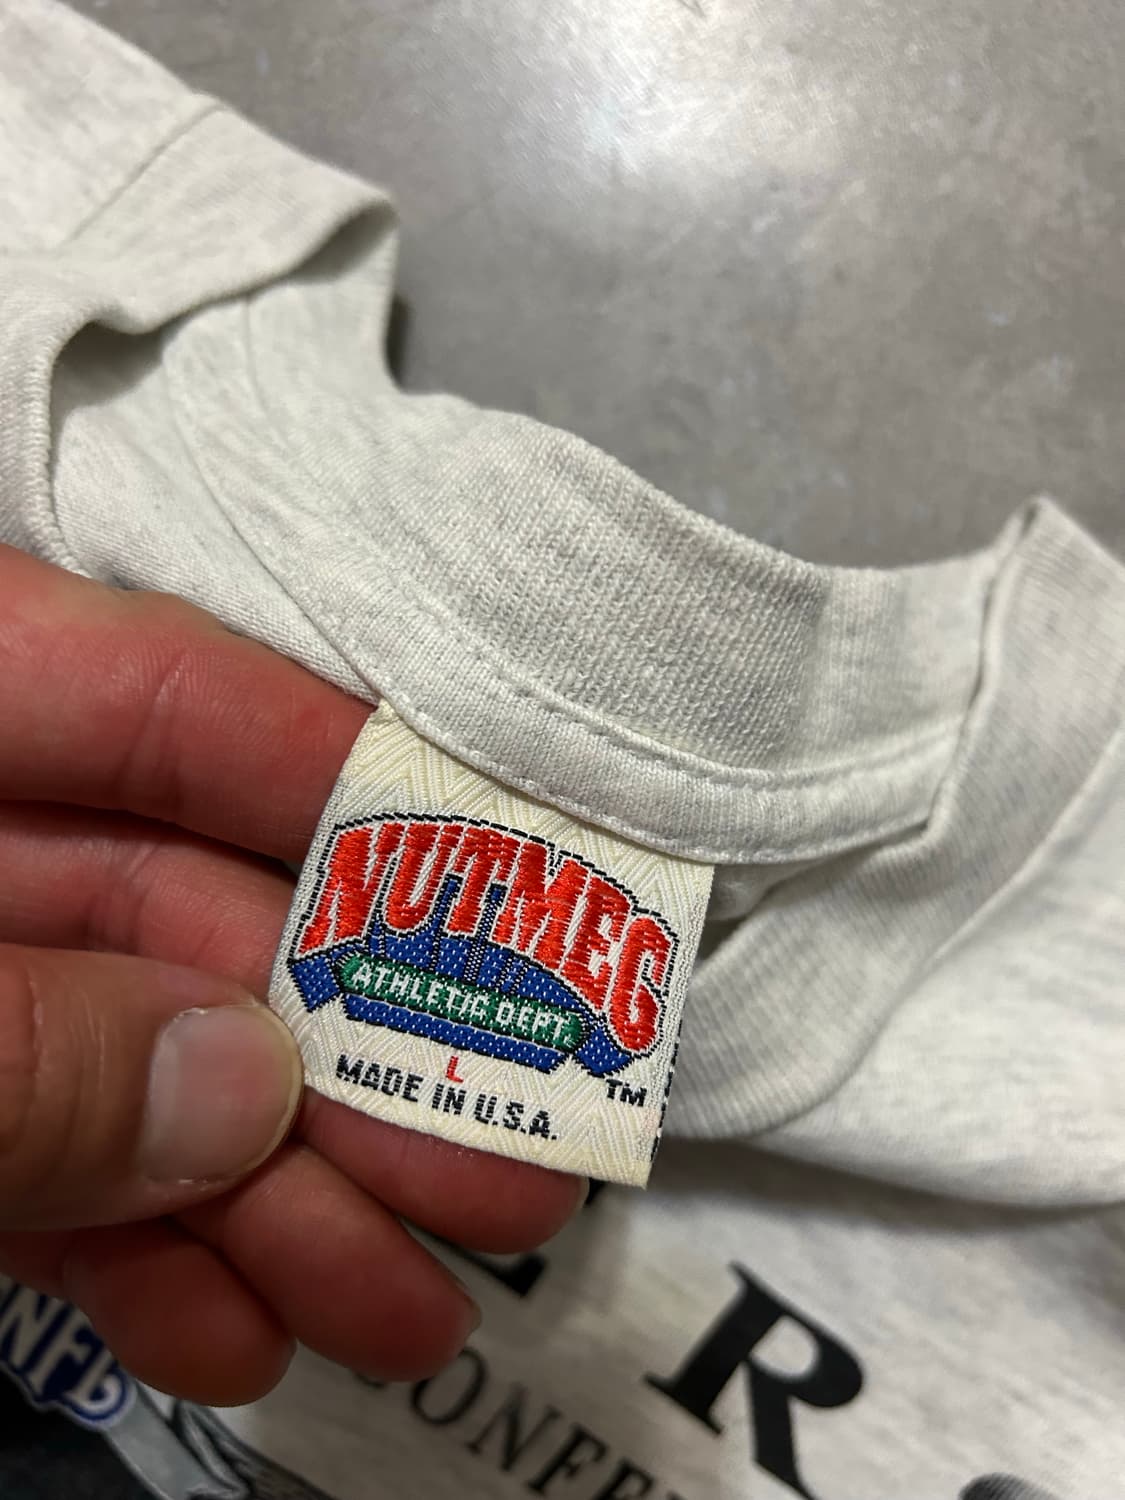 NUTMEG
ATHLETIC DEPT.
L
TM
MADE IN U.S.A.
NFL